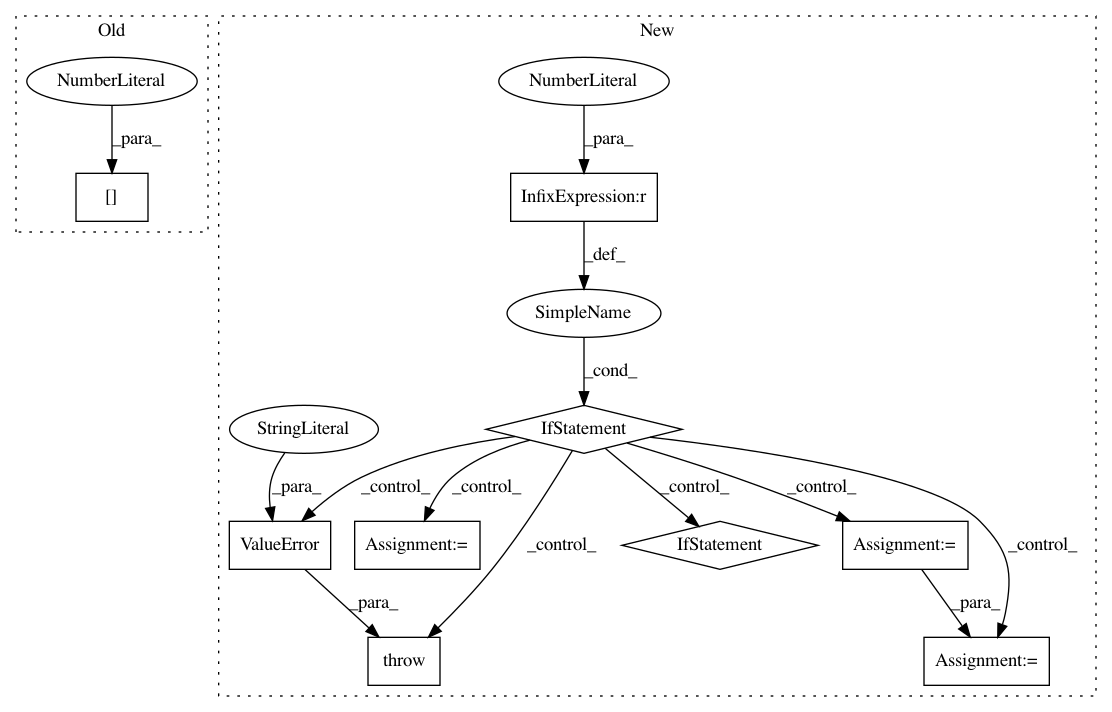 Old
New
NumberLiteral
NumberLiteral
_para_
_para_
[]
InfixExpression:r
_def_
SimpleName
_cond_
StringLiteral
IfStatement
_para_
_control_
_control_
_control_
_control_
ValueError
Assignment:=
_control_
IfStatement
Assignment:=
_control_
_para_
_para_
throw
Assignment:=